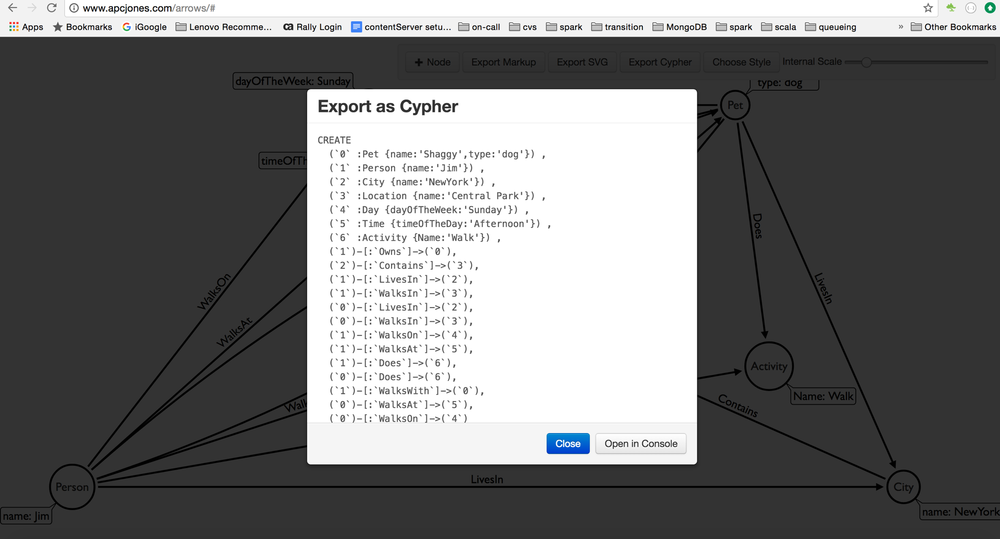 www.apcjones.com/arrows/#
Apps Bookmarks iGoogle Lenovo Recomme... ca Rally Login contentServer setu... on-call cvs spark transition MongoDB spark scala queueing » Other Bookmarks
+ Node Export Markup Export SVG Export Cypher Choose Style Internal Scale
dayOfTheWeek: Sunday
type: dog
Pet
Export as Cypher
CREATE
(`0` :Pet {name:'Shaggy',type:'dog'}) ,
(`1` :Person {name:'Jim'}) ,
(`2` :City {name:'NewYork'}) ,
(`3` :Location {name:'Central Park'}) ,
(`4` :Day {dayOfTheWeek:'Sunday'}) ,
(`5` :Time {timeOfTheDay:'Afternoon'}) ,
(`6` :Activity {Name:'Walk'}) ,
(`1`)-[:`Owns`]->(`0`),
(`2`)-[:`Contains`]->(`3`),
(`1`)-[:`LivesIn`]->(`2`),
(`1`)-[:`WalksIn`]->(`3`),
(`0`)-[:`LivesIn`]->(`2`),
(`0`)-[:`WalksIn`]->(`3`),
(`1`)-[:`WalksOn`]->(`4`),
(`1`)-[:`WalksAt`]->(`5`),
(`1`)-[:`Does`]->(`6`),
(`0`)-[:`Does`]->(`6`),
(`1`)-[:`WalksWith`]->(`0`),
(`0`)-[:`WalksAt`]->(`5`),
(`0`)-[:`WalksOn`]->(`4`)
Close Open in Console
timeOfTh
WalksOn
WalksAt
Walk
Does
LivesIn
Activity
Name: Walk
Contains
LivesIn
Person
City
name: Jim
name: NewYork